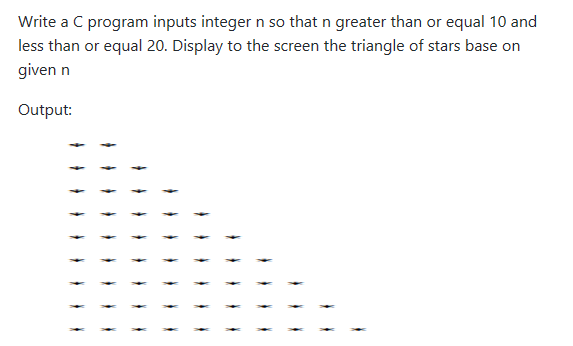 Write a C program inputs integer n so that n greater than or equal 10 and
less than or equal 20. Display to the screen the triangle of stars base on
given n
Output:
* *
* * *
* * * *
* * * * *
* * * * * *
* * * * * * *
* * * * * * * *
* * * * * * * * *
* * * * * * * * * *